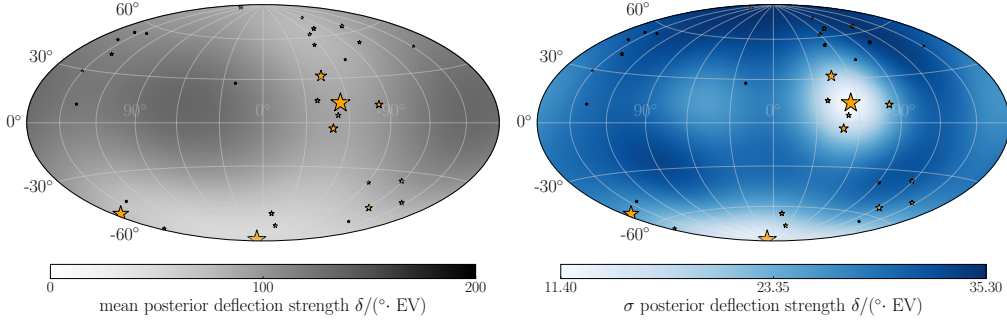 60°
30°
0°
-30°
-60°
90° 0° 90°
0 100 200
mean posterior deflection strength δ/(°· EV)
60°
30°
0°
-30°
-60°
90° 0° 90°
11.40 23.35 35.30
σ posterior deflection strength δ/(°· EV)